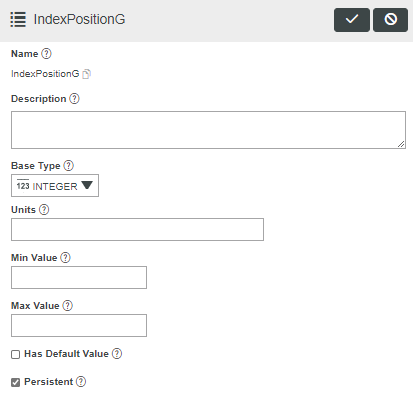 IndexPositionG
Name ?
IndexPositionG
Description ?
Base Type ?
123 INTEGER
Units ?
Min Value ?
Max Value ?
Has Default Value ?
Persistent ?